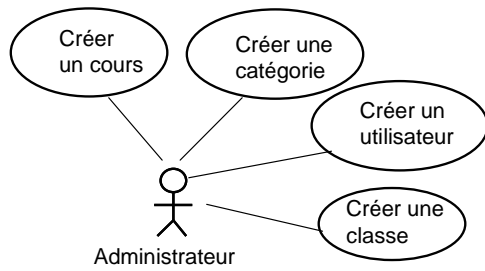 Créer
un cours
Créer une
catégorie
Créer un
utilisateur
Créer une
classe
Administrateur